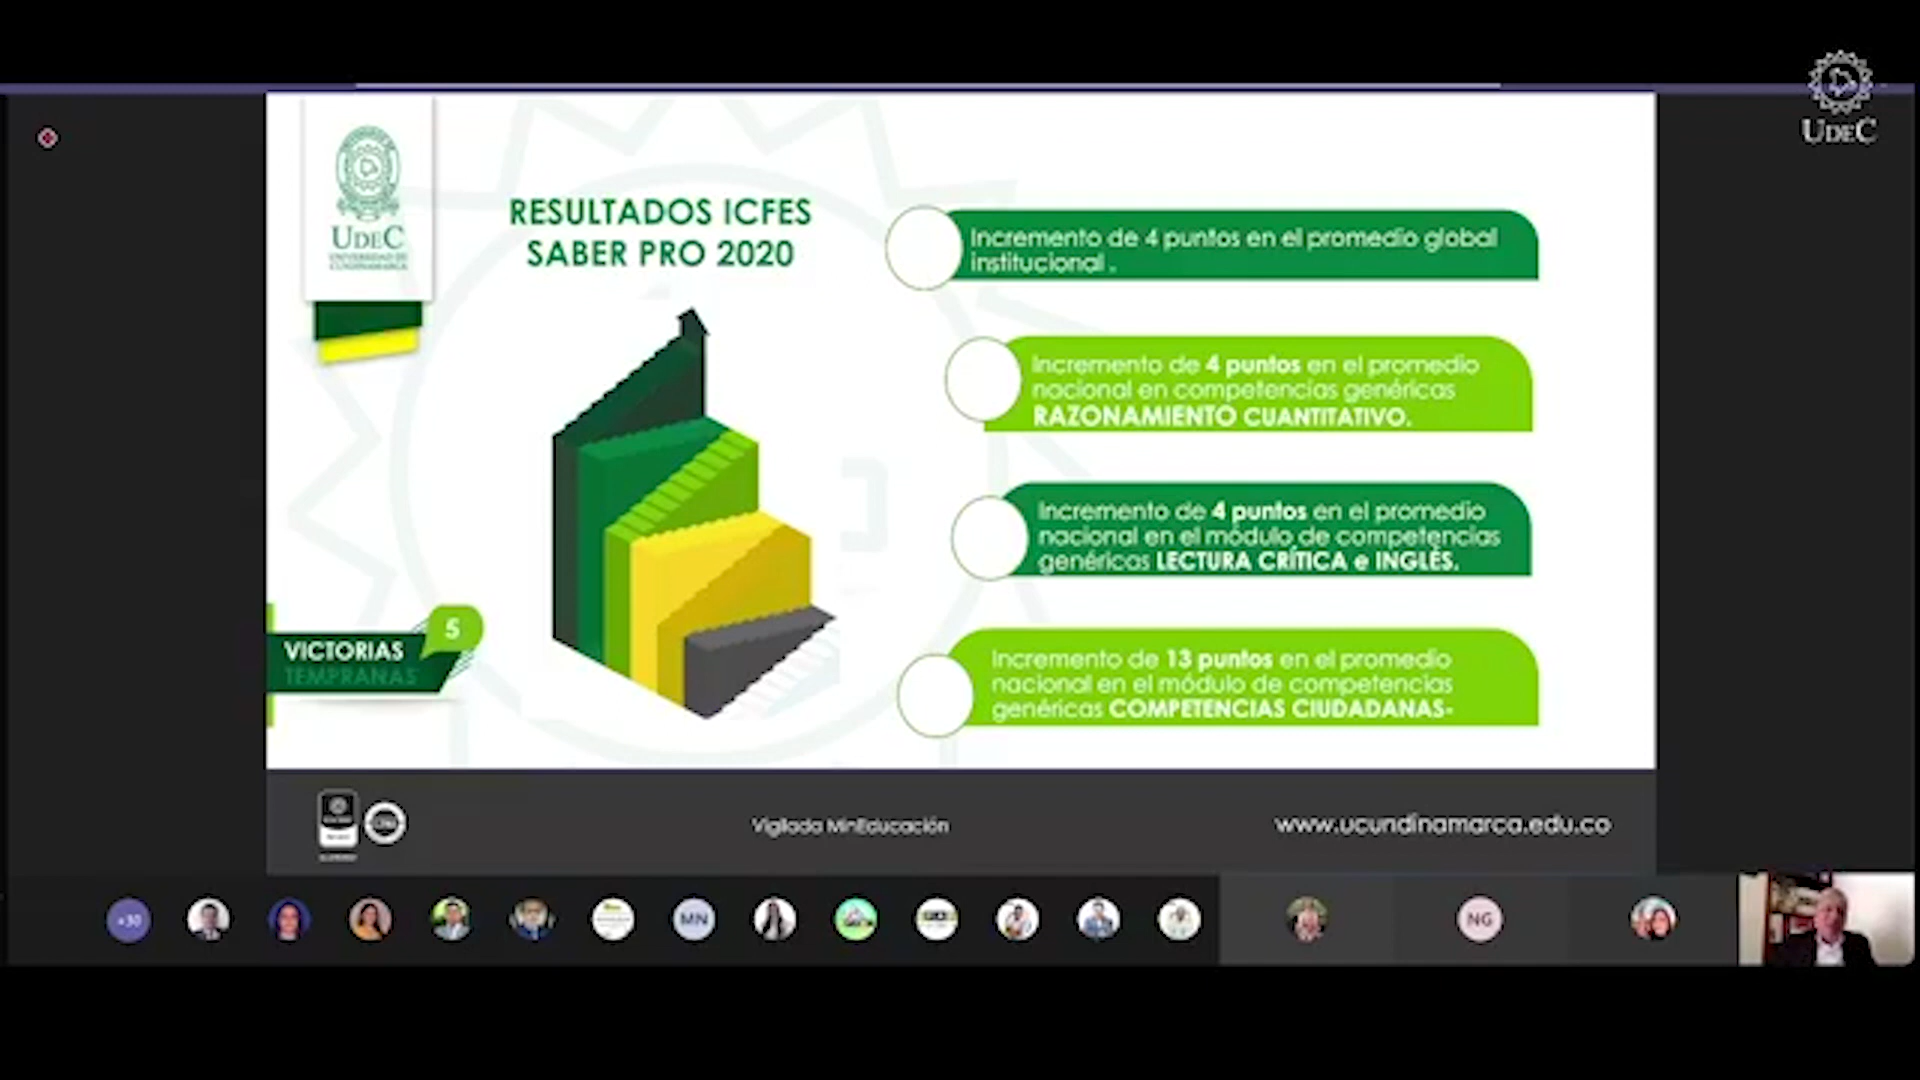 UDEC
UDEC
UNIVERSIDAD DE
CUNDINAMARCA
RESULTADOS ICFES
SABER PRO 2020
Incremento de 4 puntos en el promedio global
institucional .
Incremento de 4 puntos en el promedio
nacional en competencias genéricas
RAZONAMIENTO CUANTITATIVO.
Incremento de 4 puntos en el promedio
nacional en el módulo de competencias
genéricas LECTURA CRÍTICA e INGLÉS.
Incremento de 13 puntos en el promedio
nacional en el módulo de competencias
genéricas COMPETENCIAS CIUDADANAS-
5
VICTORIAS
TEMPRANAS
Vigilada MinEducación
www.ucundinamarca.edu.co
+30
MN
NG